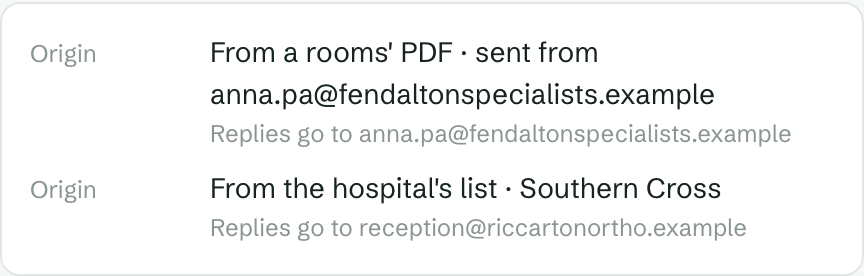 Origin
From a rooms' PDF · sent from
anna.pa@fendaltonspecialists.example
Replies go to anna.pa@fendaltonspecialists.example
Origin
From the hospital's list · Southern Cross
Replies go to reception@riccartonortho.example